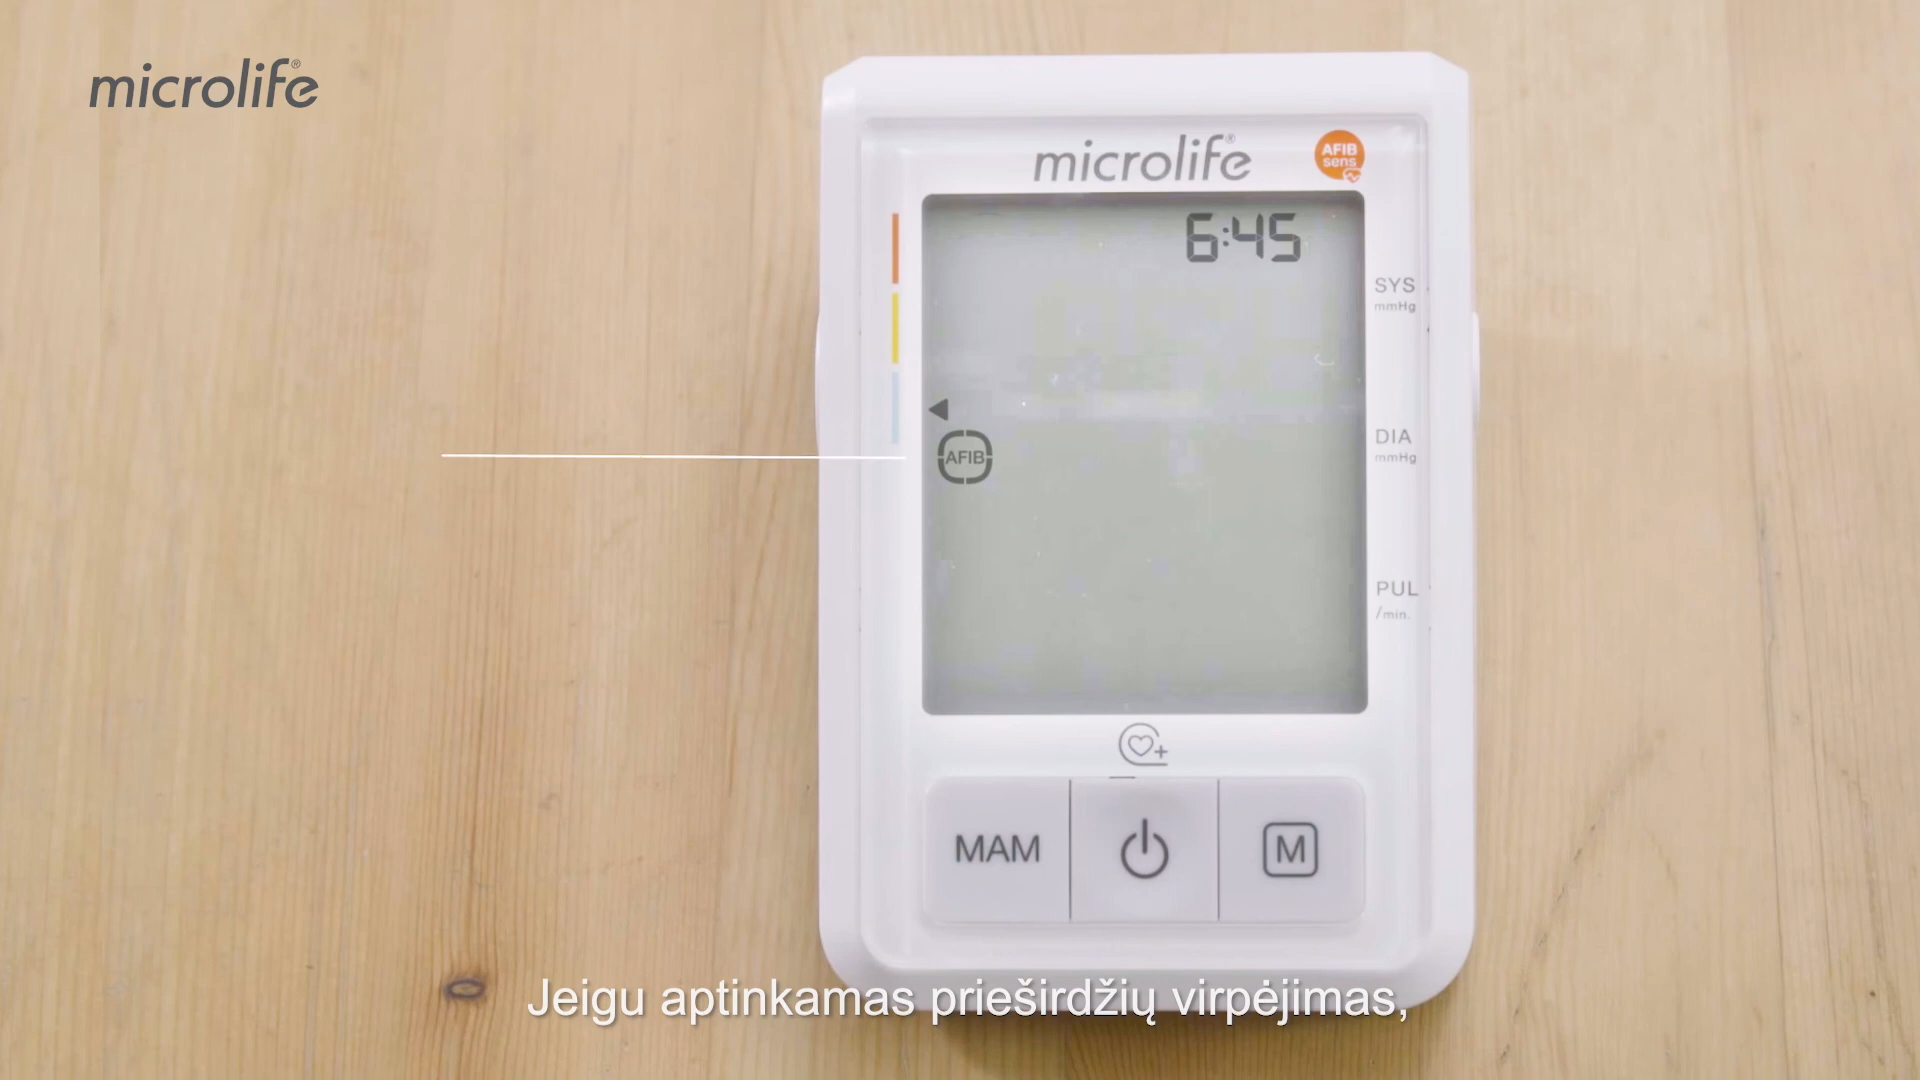 microlife®
microlife®
AFIB
sens
6:45
SYS
mmHg
AFIB
DIA
mmHg
PUL
/min.
MAM
M
Jeigu aptinkamas prieširdžių virpėjimas,